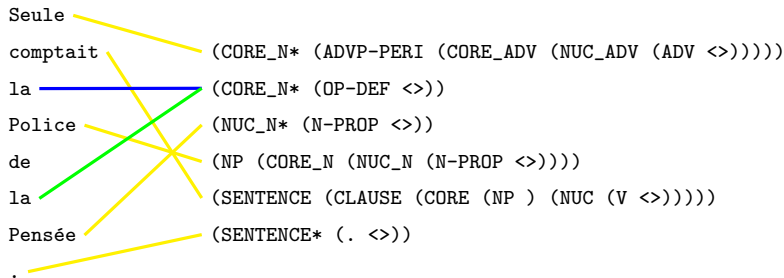 Seule
comptait (CORE_N* (ADVP-PERI (CORE_ADV (NUC_ADV (ADV <>)))))
la (CORE_N* (OP-DEF <>))
Police (NUC_N* (N-PROP <>))
de (NP (CORE_N (NUC_N (N-PROP <>))))
la (SENTENCE (CLAUSE (CORE (NP ) (NUC (V <>)))))
Pensée (SENTENCE* (. <>))
.